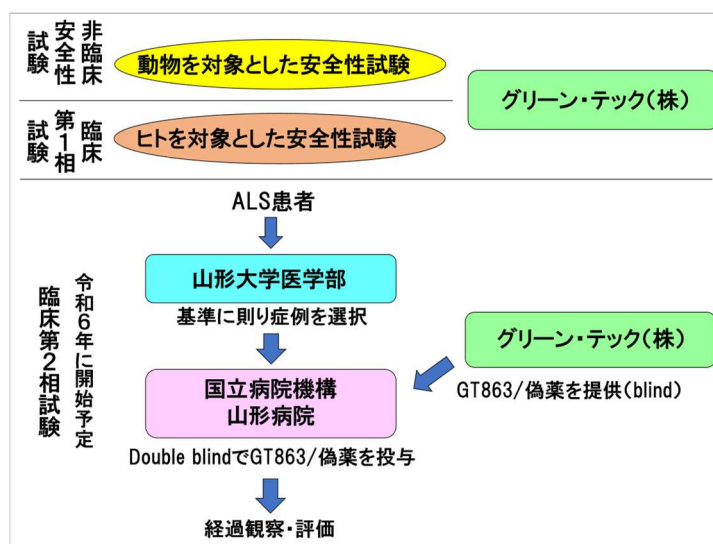 非臨床
安全性
試験
動物を対象とした安全性試験
グリーン・テック(株)
臨床
第1相
試験
ヒトを対象とした安全性試験
ALS患者
山形大学医学部
基準に則り症例を選択
令和6年に開始予定
臨床第2相試験
グリーン・テック(株)
GT863/偽薬を提供(blind)
国立病院機構
山形病院
Double blindでGT863/偽薬を投与
経過観察・評価